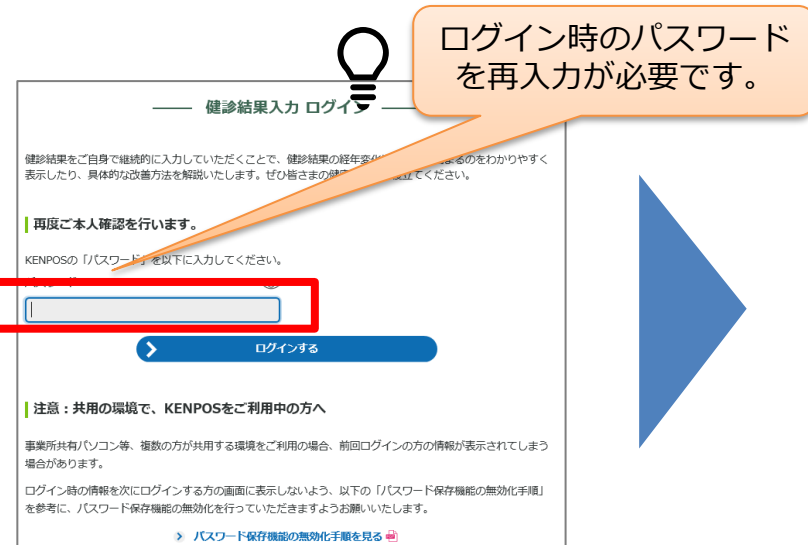 ログイン時のパスワード
を再入力が必要です。
健診結果入力 ログイン
健診結果をご自身で継続的に入力していただくことで、健診結果の経年変化 るのをわかりやすく
表示したり、具体的な改善方法を解説いたします。ぜひ皆さまの健 立てください。
再度ご本人確認を行います。
KENPOSの「パスワード」を以下に入力してください。
ログインする
注意：共用の環境で、KENPOSをご利用中の方へ
事業所共有パソコン等、複数の方が共用する環境をご利用の場合、前回ログインの方の情報が表示されてしまう
場合があります。
ログイン時の情報を次にログインする方の画面に表示しないよう、以下の「パスワード保存機能の無効化手順」
を参考に、パスワード保存機能の無効化を行っていただきますようお願いいたします。
パスワード保存機能の無効化手順を見る